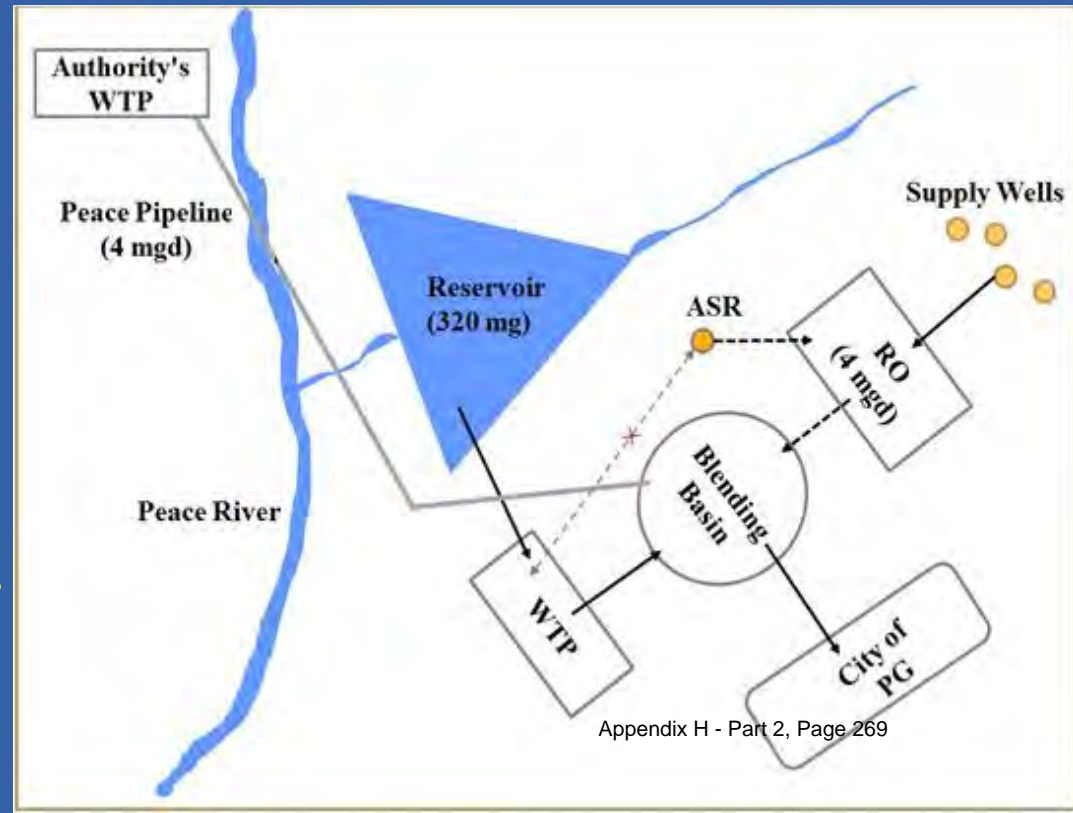 Authority's
WTP
Supply Wells
Peace Pipeline
(4 mgd)
Reservoir
(320 mg)
ASR
RO
(4 mgd)
Blending
Basin
Peace River
WTP
City of
PG
Appendix H - Part 2, Page 269